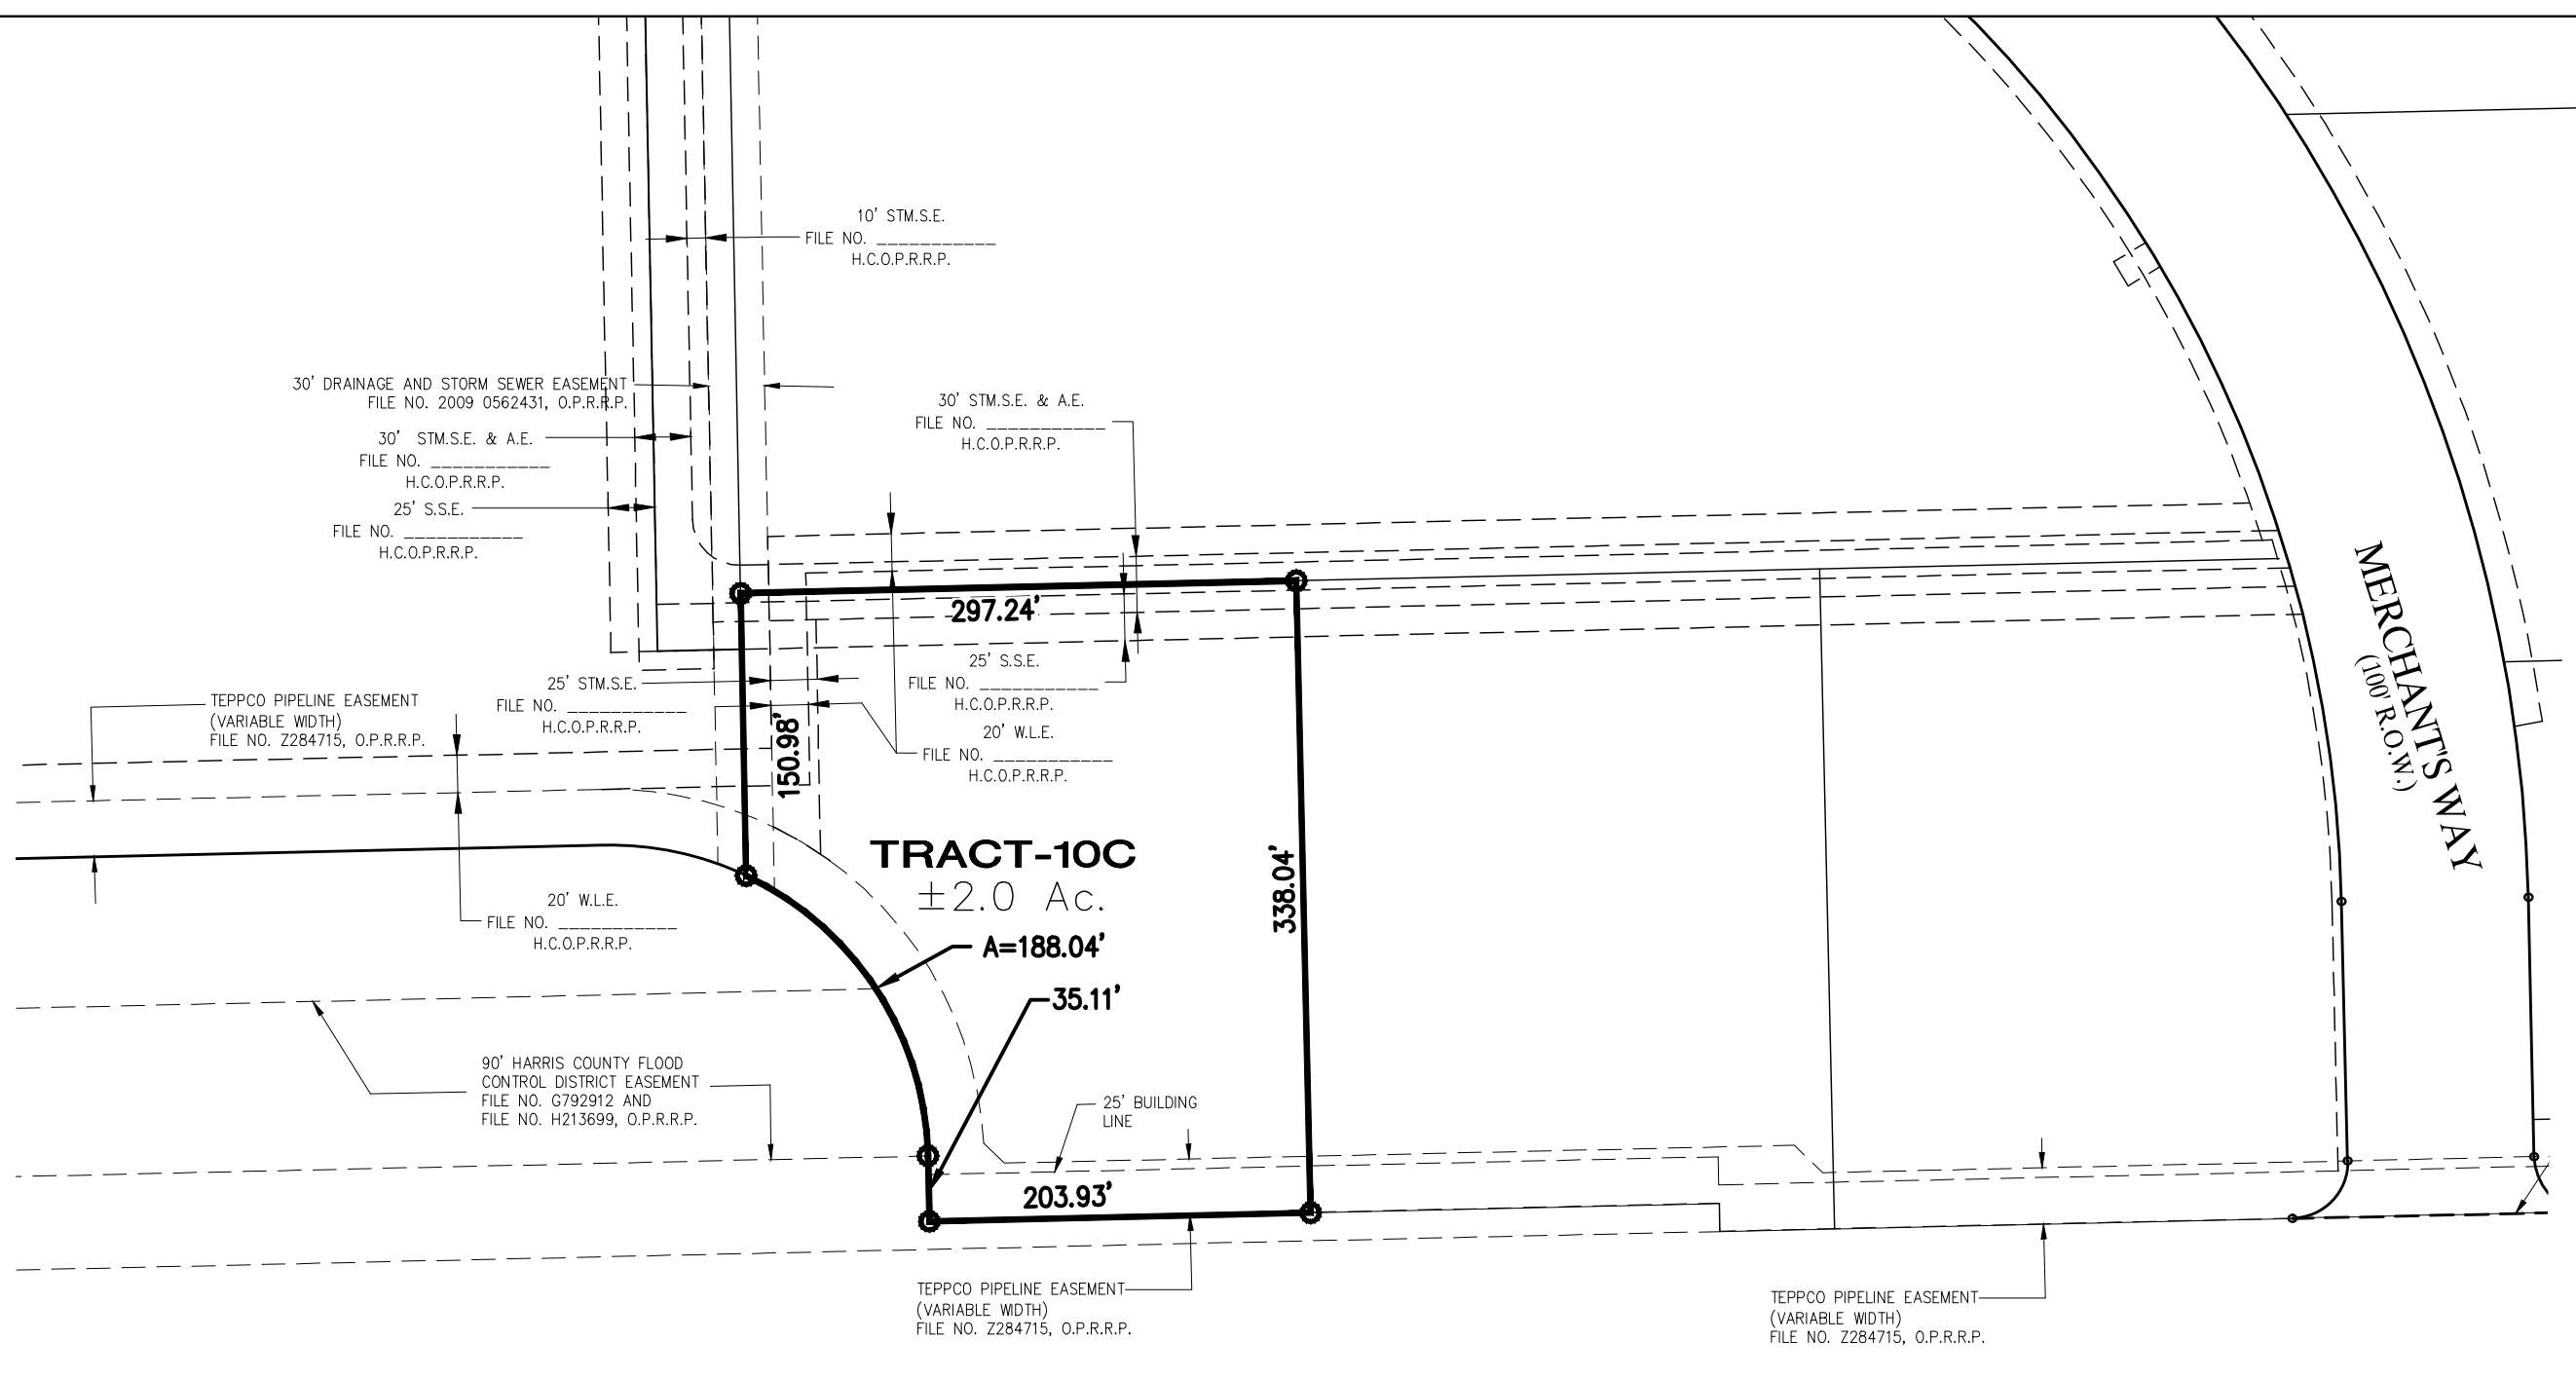 10' STM.S.E.
FILE NO. ___________
H.C.O.P.R.R.P.
30' DRAINAGE AND STORM SEWER EASEMENT
FILE NO. 2009 0562431, O.P.R.R.P.
30' STM.S.E. & A.E.
FILE NO. ___________
H.C.O.P.R.R.P.
25' S.S.E.
FILE NO. ___________
H.C.O.P.R.R.P.
30' STM.S.E. & A.E.
FILE NO. ___________
H.C.O.P.R.R.P.
297.24'
25' STM.S.E.
FILE NO. ___________
H.C.O.P.R.R.P.
25' S.S.E.
FILE NO. ___________
H.C.O.P.R.R.P.
20' W.L.E.
FILE NO. ___________
H.C.O.P.R.R.P.
150.98'
TEPPCO PIPELINE EASEMENT
(VARIABLE WIDTH)
FILE NO. Z284715, O.P.R.R.P.
MERCHANT'S WAY
(100' R.O.W.)
TRACT-10C
±2.0 Ac.
20' W.L.E.
FILE NO. ___________
H.C.O.P.R.R.P.
A=188.04'
338.04'
35.11'
90' HARRIS COUNTY FLOOD
CONTROL DISTRICT EASEMENT
FILE NO. G792912 AND
FILE NO. H213699, O.P.R.R.P.
25' BUILDING
LINE
203.93'
TEPPCO PIPELINE EASEMENT
(VARIABLE WIDTH)
FILE NO. Z284715, O.P.R.R.P.
TEPPCO PIPELINE EASEMENT
(VARIABLE WIDTH)
FILE NO. Z284715, O.P.R.R.P.